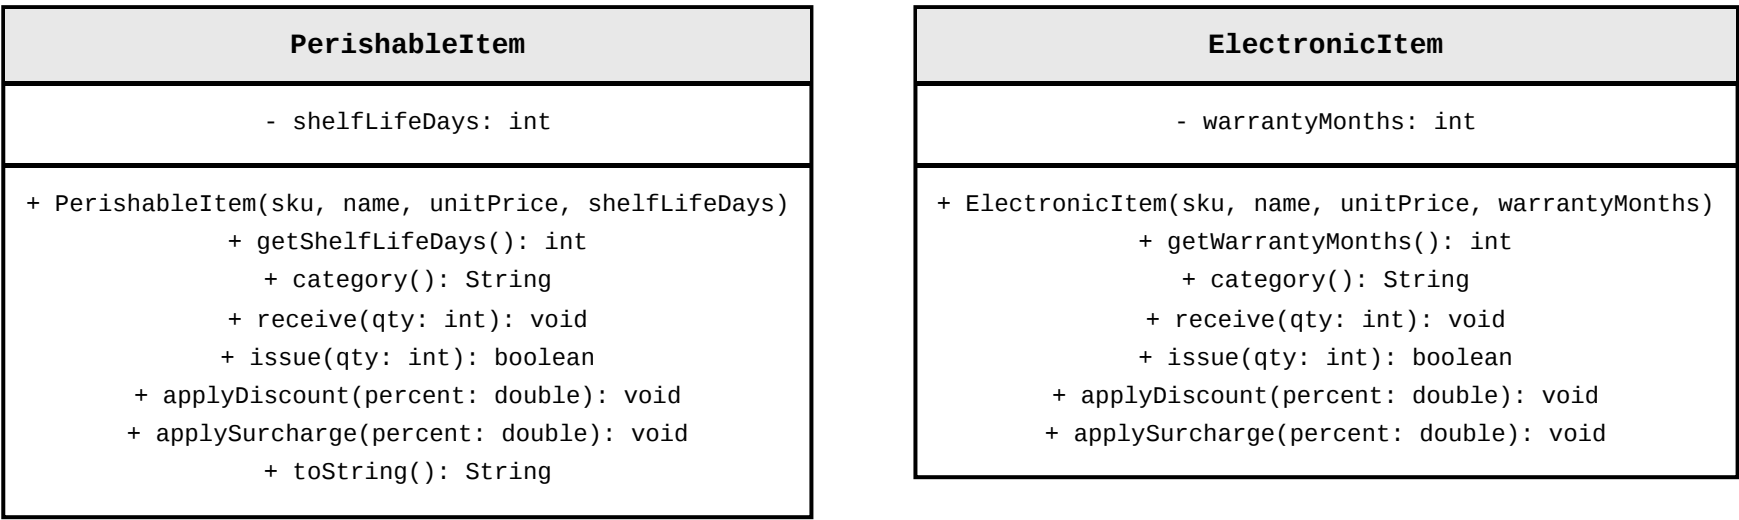 PerishableItem
- shelfLifeDays: int
+ PerishableItem(sku, name, unitPrice, shelfLifeDays)
+ getShelfLifeDays(): int
+ category(): String
+ receive(qty: int): void
+ issue(qty: int): boolean
+ applyDiscount(percent: double): void
+ applySurcharge(percent: double): void
+ toString(): String
ElectronicItem
- warrantyMonths: int
+ ElectronicItem(sku, name, unitPrice, warrantyMonths)
+ getWarrantyMonths(): int
+ category(): String
+ receive(qty: int): void
+ issue(qty: int): boolean
+ applyDiscount(percent: double): void
+ applySurcharge(percent: double): void